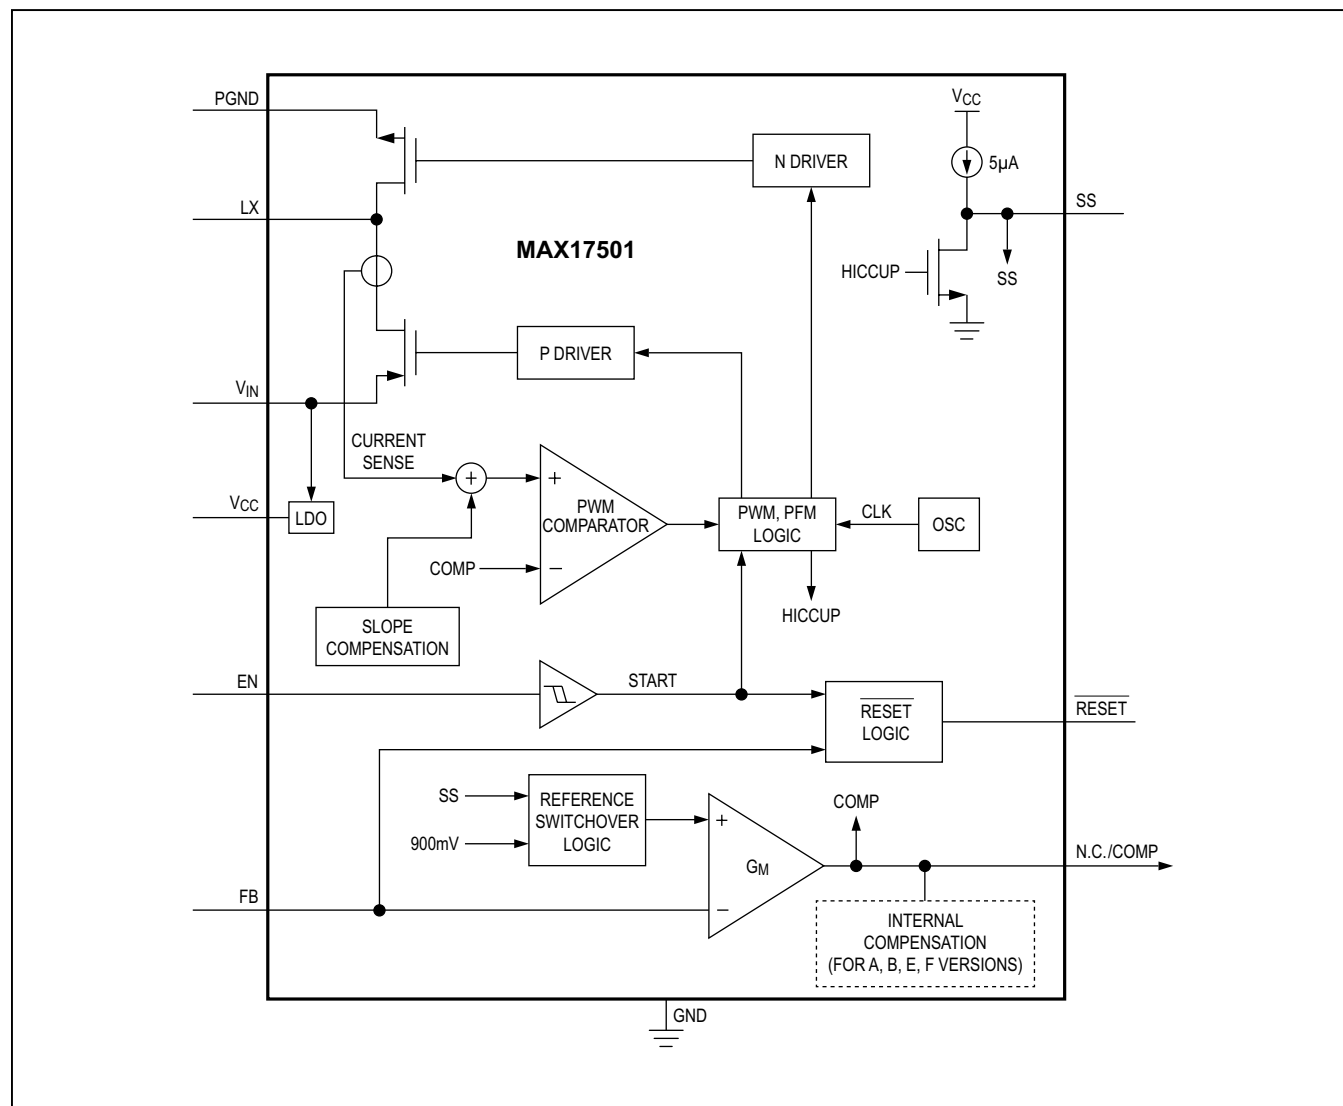 PGND
VCC
N DRIVER
5µA
LX
SS
MAX17501
HICCUP
SS
P DRIVER
VIN
CURRENT
SENSE
+
+
PWM
COMPARATOR
VCC
LDO
PWM, PFM
LOGIC
CLK
OSC
COMP
−
HICCUP
SLOPE
COMPENSATION
EN
START
RESET
LOGIC
RESET
SS
REFERENCE
SWITCHOVER
LOGIC
900mV
+
COMP
GM
N.C./COMP
FB
−
INTERNAL
COMPENSATION
(FOR A, B, E, F VERSIONS)
GND